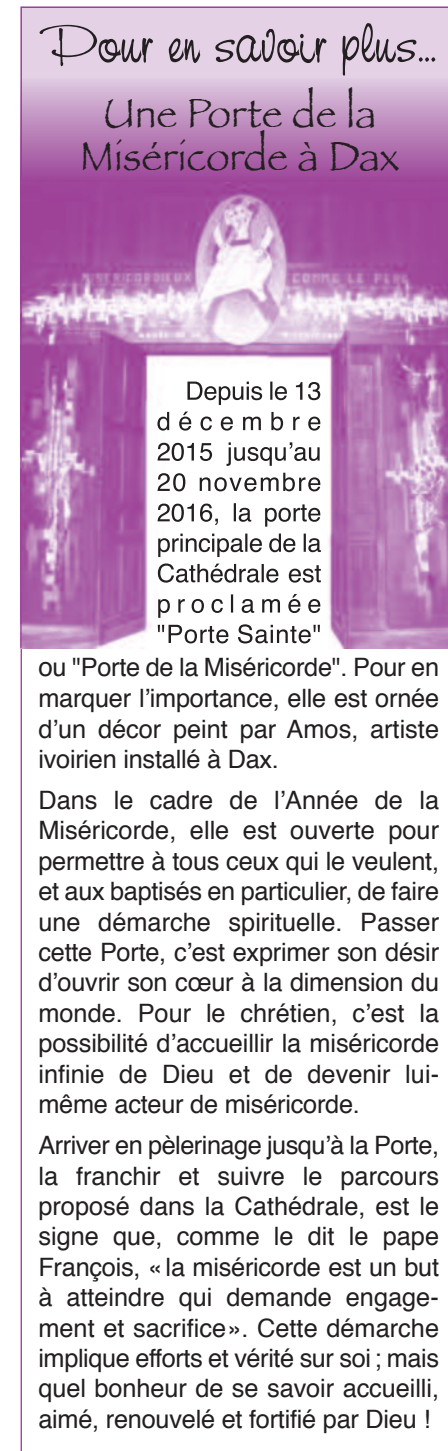 Pour en savoir plus...
Une Porte de la
Miséricorde à Dax
MISERICORDIEUX COMME LE PERE
Depuis le 13
décembre
2015 jusqu'au
20 novembre
2016, la porte
principale de la
Cathédrale est
proclamée
"Porte Sainte"
ou "Porte de la Miséricorde". Pour en
marquer l'importance, elle est ornée
d'un décor peint par Amos, artiste
ivoirien installé à Dax.
Dans le cadre de l'Année de la
Miséricorde, elle est ouverte pour
permettre à tous ceux qui le veulent,
et aux baptisés en particulier, de faire
une démarche spirituelle. Passer
cette Porte, c'est exprimer son désir
d'ouvrir son cœur à la dimension du
monde. Pour le chrétien, c'est la
possibilité d'accueillir la miséricorde
infinie de Dieu et de devenir lui-
même acteur de miséricorde.
Arriver en pèlerinage jusqu'à la Porte,
la franchir et suivre le parcours
proposé dans la Cathédrale, est le
signe que, comme le dit le pape
François, «la miséricorde est un but
à atteindre qui demande engage-
ment et sacrifice». Cette démarche
implique efforts et vérité sur soi ; mais
quel bonheur de se savoir accueilli,
aimé, renouvelé et fortifié par Dieu !